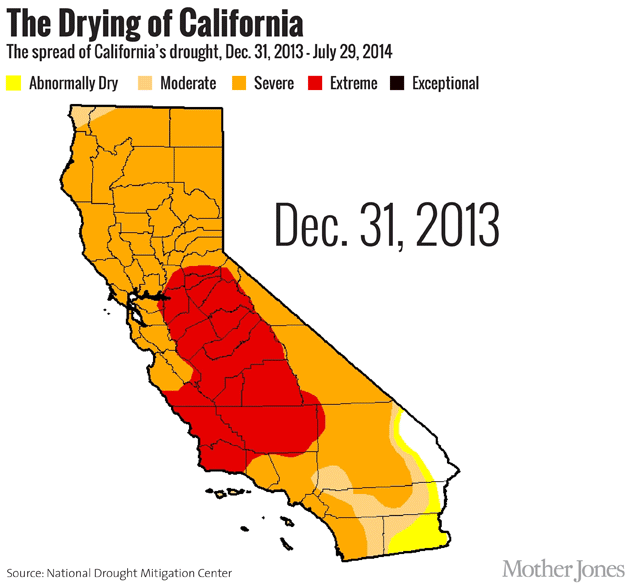 The Drying of California
The spread of California's drought, Dec. 31, 2013 - July 29, 2014
Abnormally Dry Moderate Severe Extreme Exceptional
Dec. 31, 2013
Source: National Drought Mitigation Center
Mother Jones